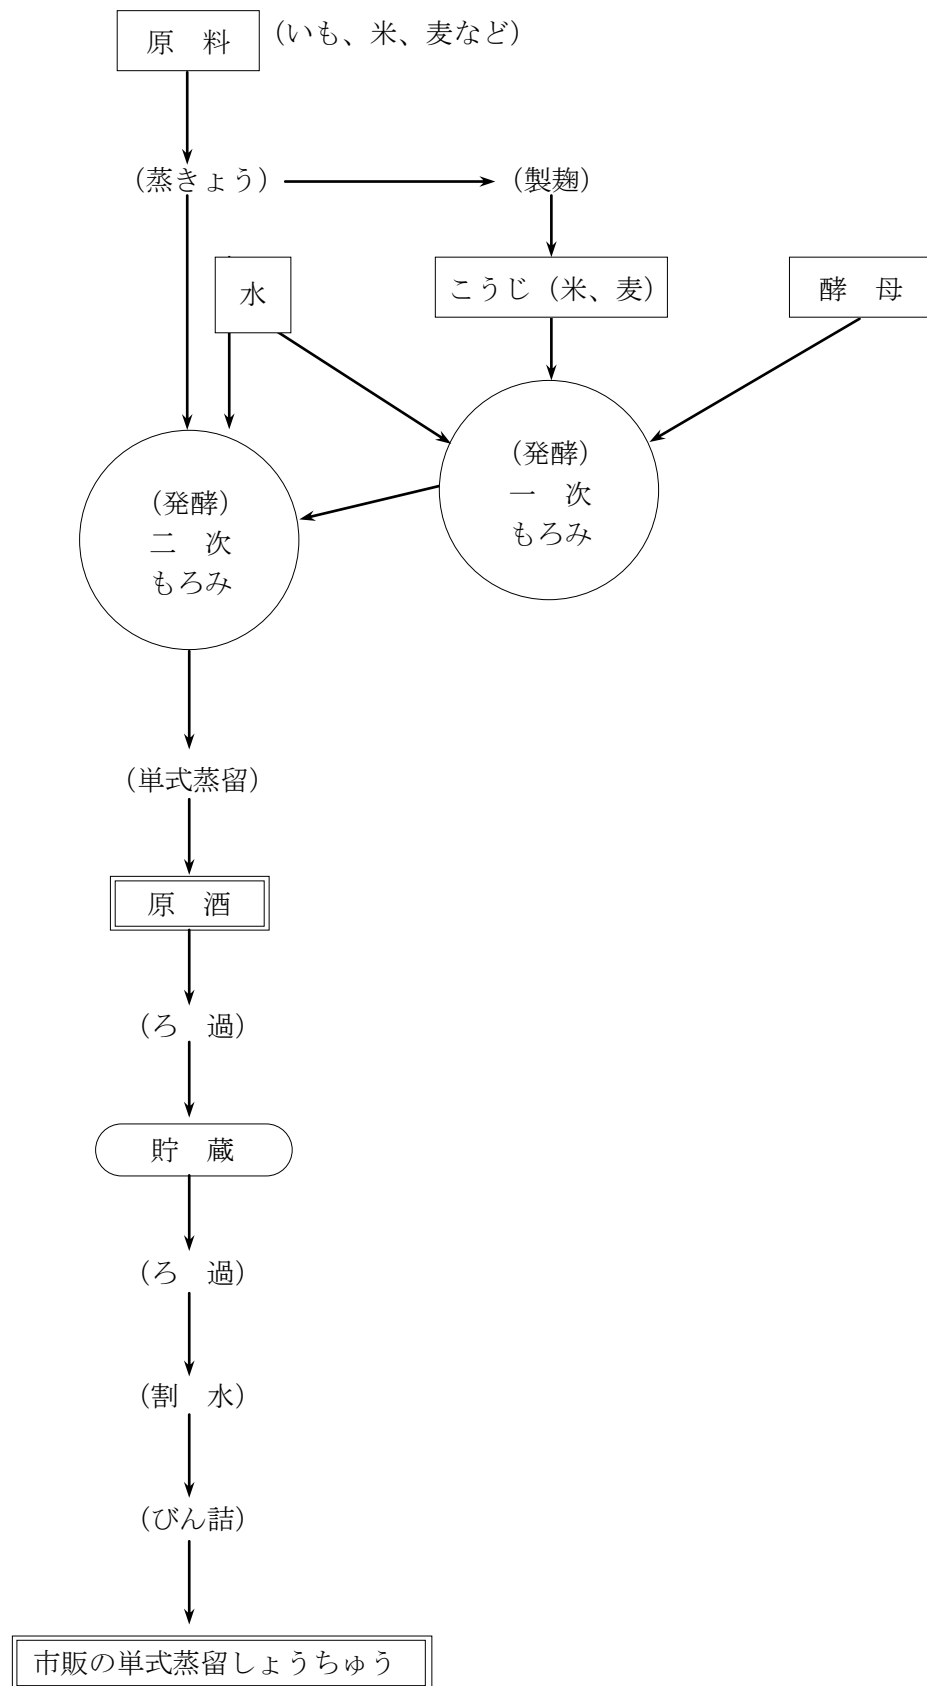 原　料
(いも、米、麦など)
(蒸きょう)
(製麹)
水
こうじ（米、麦）
酵　母
(発酵)
一　次
もろみ
(発酵)
二　次
もろみ
(単式蒸留)
原　酒
(ろ　過)
貯　蔵
(ろ　過)
(割　水)
(びん詰)
市販の単式蒸留しょうちゅう